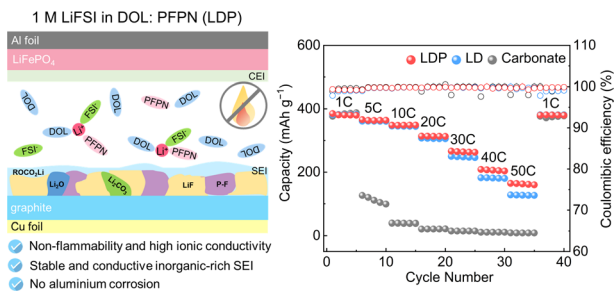 1 M LiFSI in DOL: PFPN (LDP)
Al foil
LiFePO₄
CEI
DOL
FSI⁻
DOL
PFPN
DOL
DOL
Li⁺
PFPN
FSI⁻
DOL
FSI⁻
DOL
Li⁺
PFPN
DOL
SEI
ROCO₂Li
Li₂O
Li₂CO₃
LiF
P-F
graphite
Cu foil
Non-flammability and high ionic conductivity
Stable and conductive inorganic-rich SEI
No aluminium corrosion
LDP LD Carbonate
1C
5C
10C
20C
30C
40C
50C
1C
600
400
200
0
Capacity (mAh g⁻¹)
0 10 20 30 40
Cycle Number
110
100
90
80
70
60
Coulombic efficiency (%)